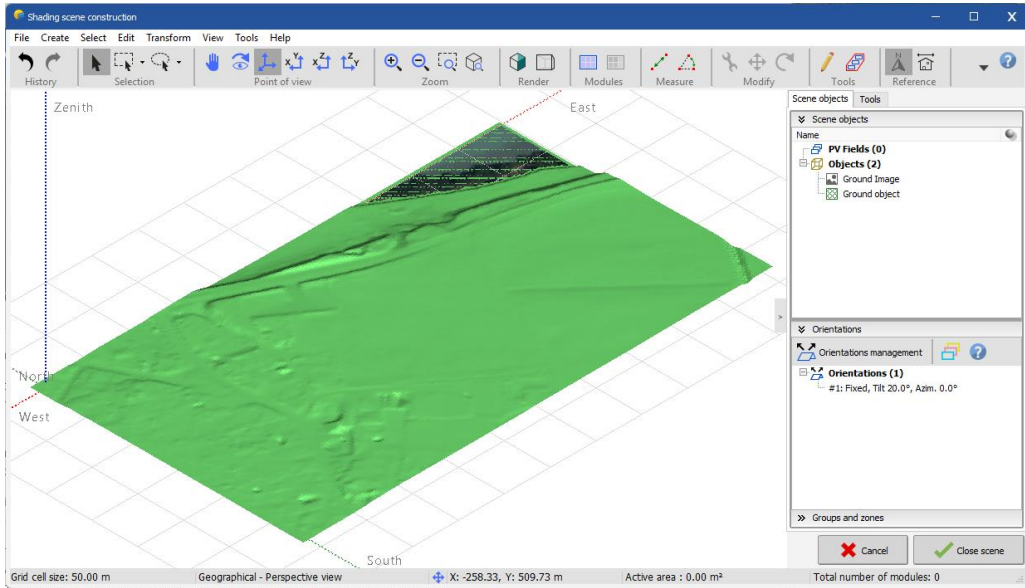 Shading scene construction
File Create Select Edit Transform View Tools Help
History Selection Point of view Zoom Render Modules Measure Modify Tools Reference
Zenith
East
North
West
South
Scene objects Tools
Scene objects
Name
PV Fields (0)
Objects (2)
Ground Image
Ground object
Orientations
Orientations management
Orientations (1)
#1: Fixed, Tilt 20.0°, Azim. 0.0°
Groups and zones
Cancel Close scene
Grid cell size: 50.00 m Geographical - Perspective view X: -258.33, Y: 509.73 m Active area : 0.00 m² Total number of modules: 0